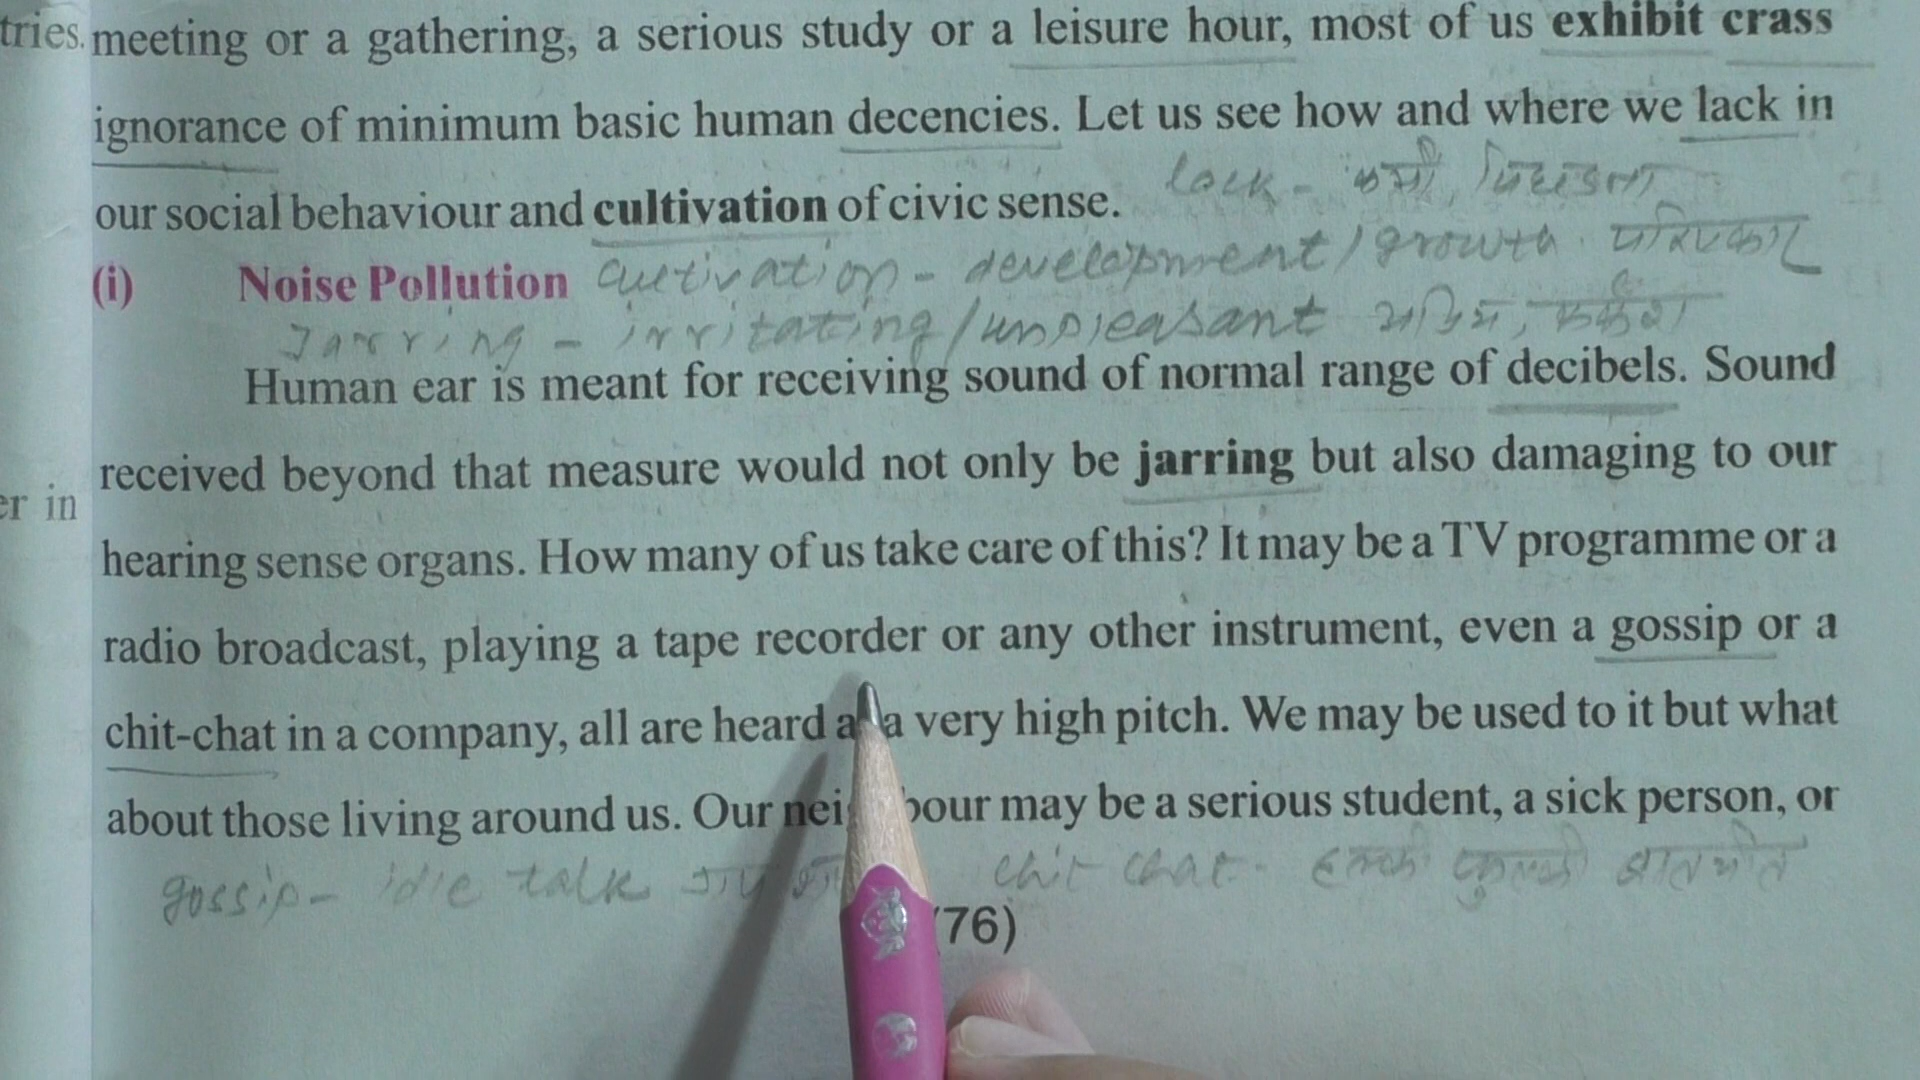 tries. meeting or a gathering, a serious study or a leisure hour, most of us exhibit crass
ignorance of minimum basic human decencies. Let us see how and where we lack in
lack - कमी,
our social behaviour and cultivation of civic sense.
cultivation - development/growth परिष्कार
(i) Noise Pollution
Jarring - irritating/unpleasant अप्रिय, कर्कश
Human ear is meant for receiving sound of normal range of decibels. Sound
received beyond that measure would not only be jarring but also damaging to our
er in
hearing sense organs. How many of us take care of this? It may be a TV programme or a
radio broadcast, playing a tape recorder or any other instrument, even a gossip or a
chit-chat in a company, all are heard a a very high pitch. We may be used to it but what
about those living around us. Our nei bour may be a serious student, a sick person, or
gossip - idle talk chit chat - हल्की फुल्की बातचीत
76)